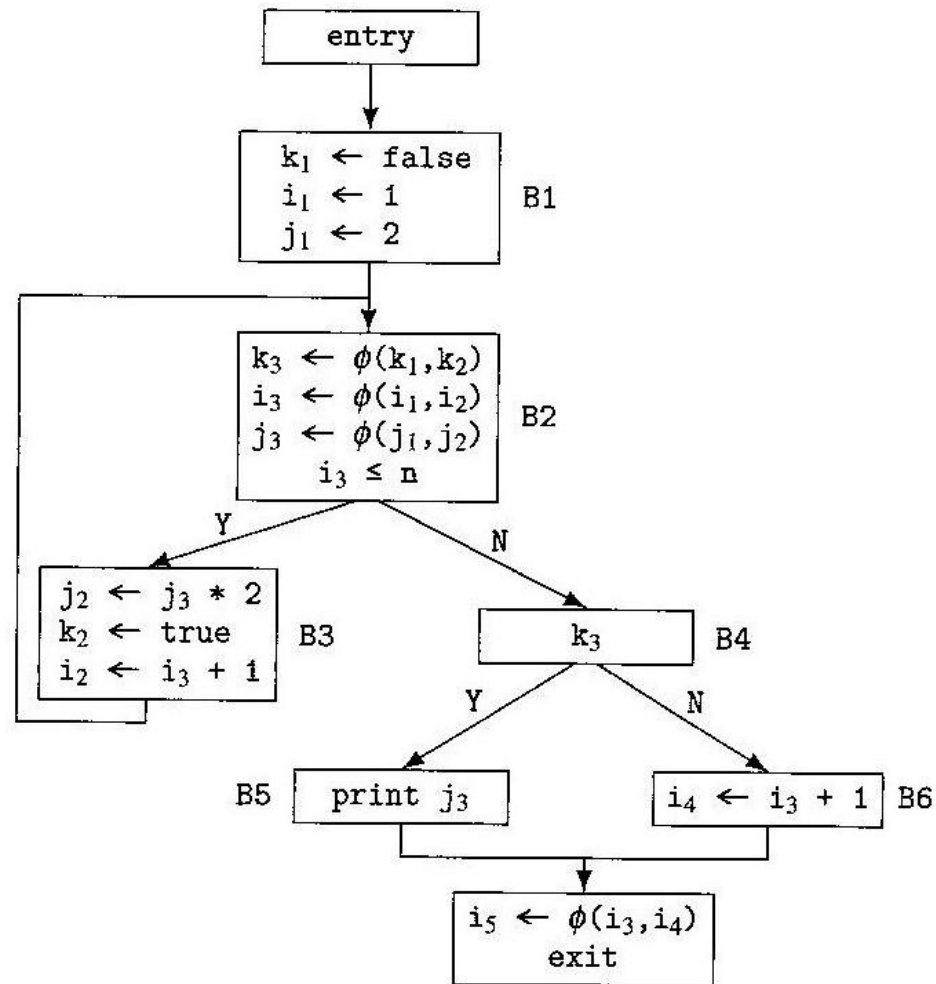 entry
k₁ ← false
i₁ ← 1
j₁ ← 2
B1
k₃ ← ϕ(k₁,k₂)
i₃ ← ϕ(i₁,i₂)
j₃ ← ϕ(j₁,j₂)
i₃ ≤ n
B2
Y
N
j₂ ← j₃ * 2
k₂ ← true
i₂ ← i₃ + 1
B3
k₃
B4
Y
N
B5
print j₃
i₄ ← i₃ + 1
B6
i₅ ← ϕ(i₃,i₄)
exit